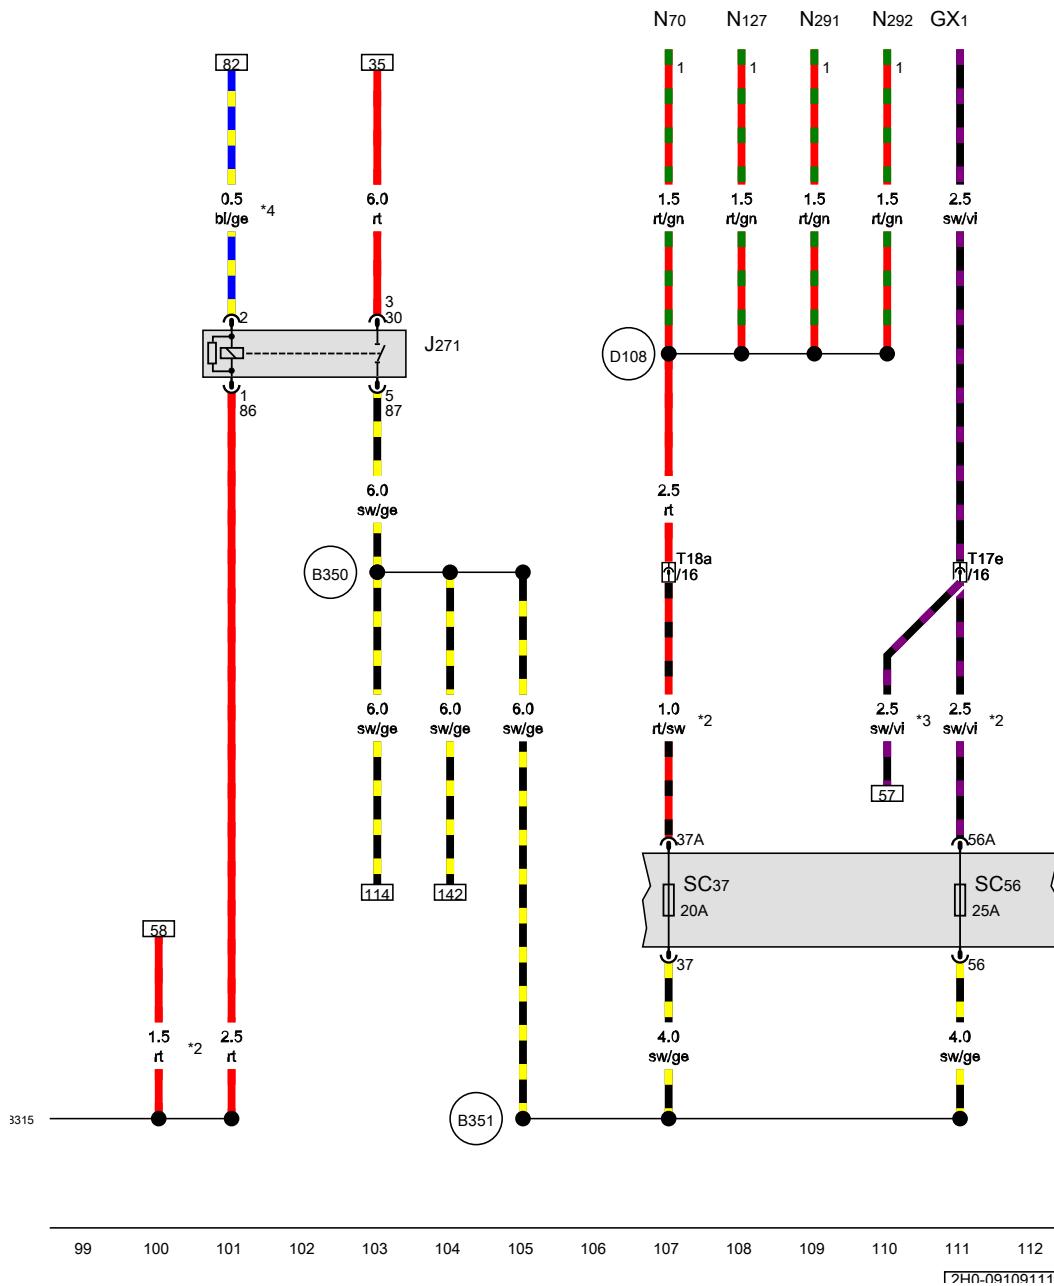 N70 N127 N291 N292 GX1
82 35
1 1 1 1
0.5 6.0 1.5 1.5 1.5 1.5 2.5
bl/ge *4 rt rt/gn rt/gn rt/gn rt/gn sw/vi
3
2 30
J271
D108
1 5
86 87
6.0 2.5
sw/ge rt
T18a T17e
B350 /16 /16
6.0 6.0 6.0 1.0 2.5 2.5
sw/ge sw/ge sw/ge rt/sw *2 sw/vi *3 sw/vi *2
57
37A 56A
114 142 SC37 SC56
20A 25A
58
37 56
1.5 2.5 4.0 4.0
rt *2 rt sw/ge sw/ge
B315 B351
99 100 101 102 103 104 105 106 107 108 109 110 111 112
2H0-09109111